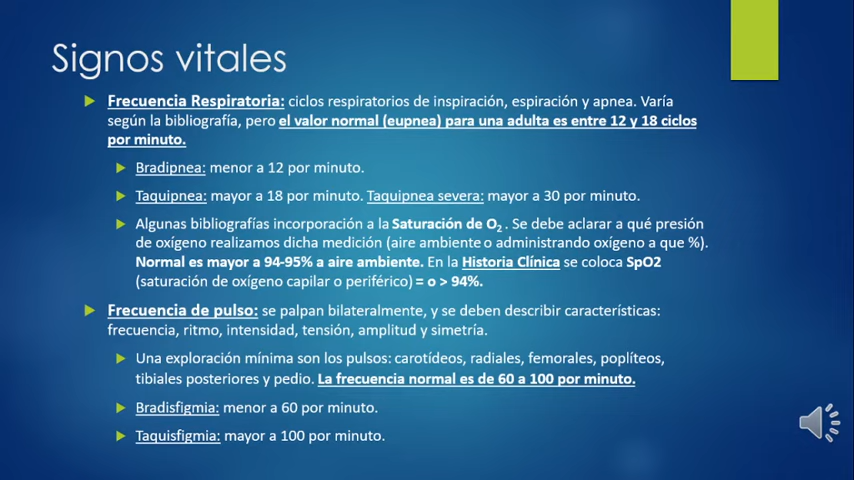 Signos vitales
Frecuencia Respiratoria: ciclos respiratorios de inspiración, espiración y apnea. Varía
según la bibliografía, pero el valor normal (eupnea) para una adulta es entre 12 y 18 ciclos
por minuto.
Bradipnea: menor a 12 por minuto.
Taquipnea: mayor a 18 por minuto. Taquipnea severa: mayor a 30 por minuto.
Algunas bibliografías incorporación a la Saturación de O2 . Se debe aclarar a qué presión
de oxígeno realizamos dicha medición (aire ambiente o administrando oxígeno a que %).
Normal es mayor a 94-95% a aire ambiente. En la Historia Clínica se coloca SpO2
(saturación de oxígeno capilar o periférico) = o > 94%.
Frecuencia de pulso: se palpan bilateralmente, y se deben describir características:
frecuencia, ritmo, intensidad, tensión, amplitud y simetría.
Una exploración mínima son los pulsos: carotídeos, radiales, femorales, poplíteos,
tibiales posteriores y pedio. La frecuencia normal es de 60 a 100 por minuto.
Bradisfigmia: menor a 60 por minuto.
Taquisfigmia: mayor a 100 por minuto.